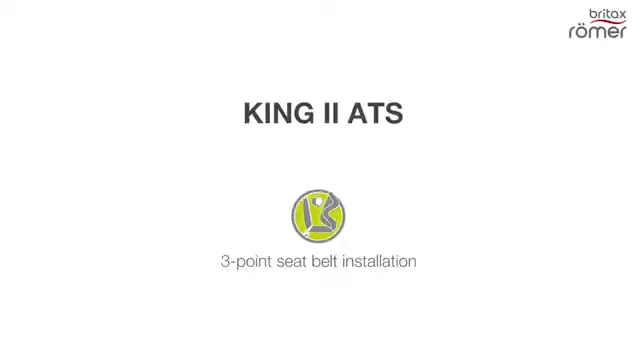 britax
römer
KING II ATS
3-point seat belt installation